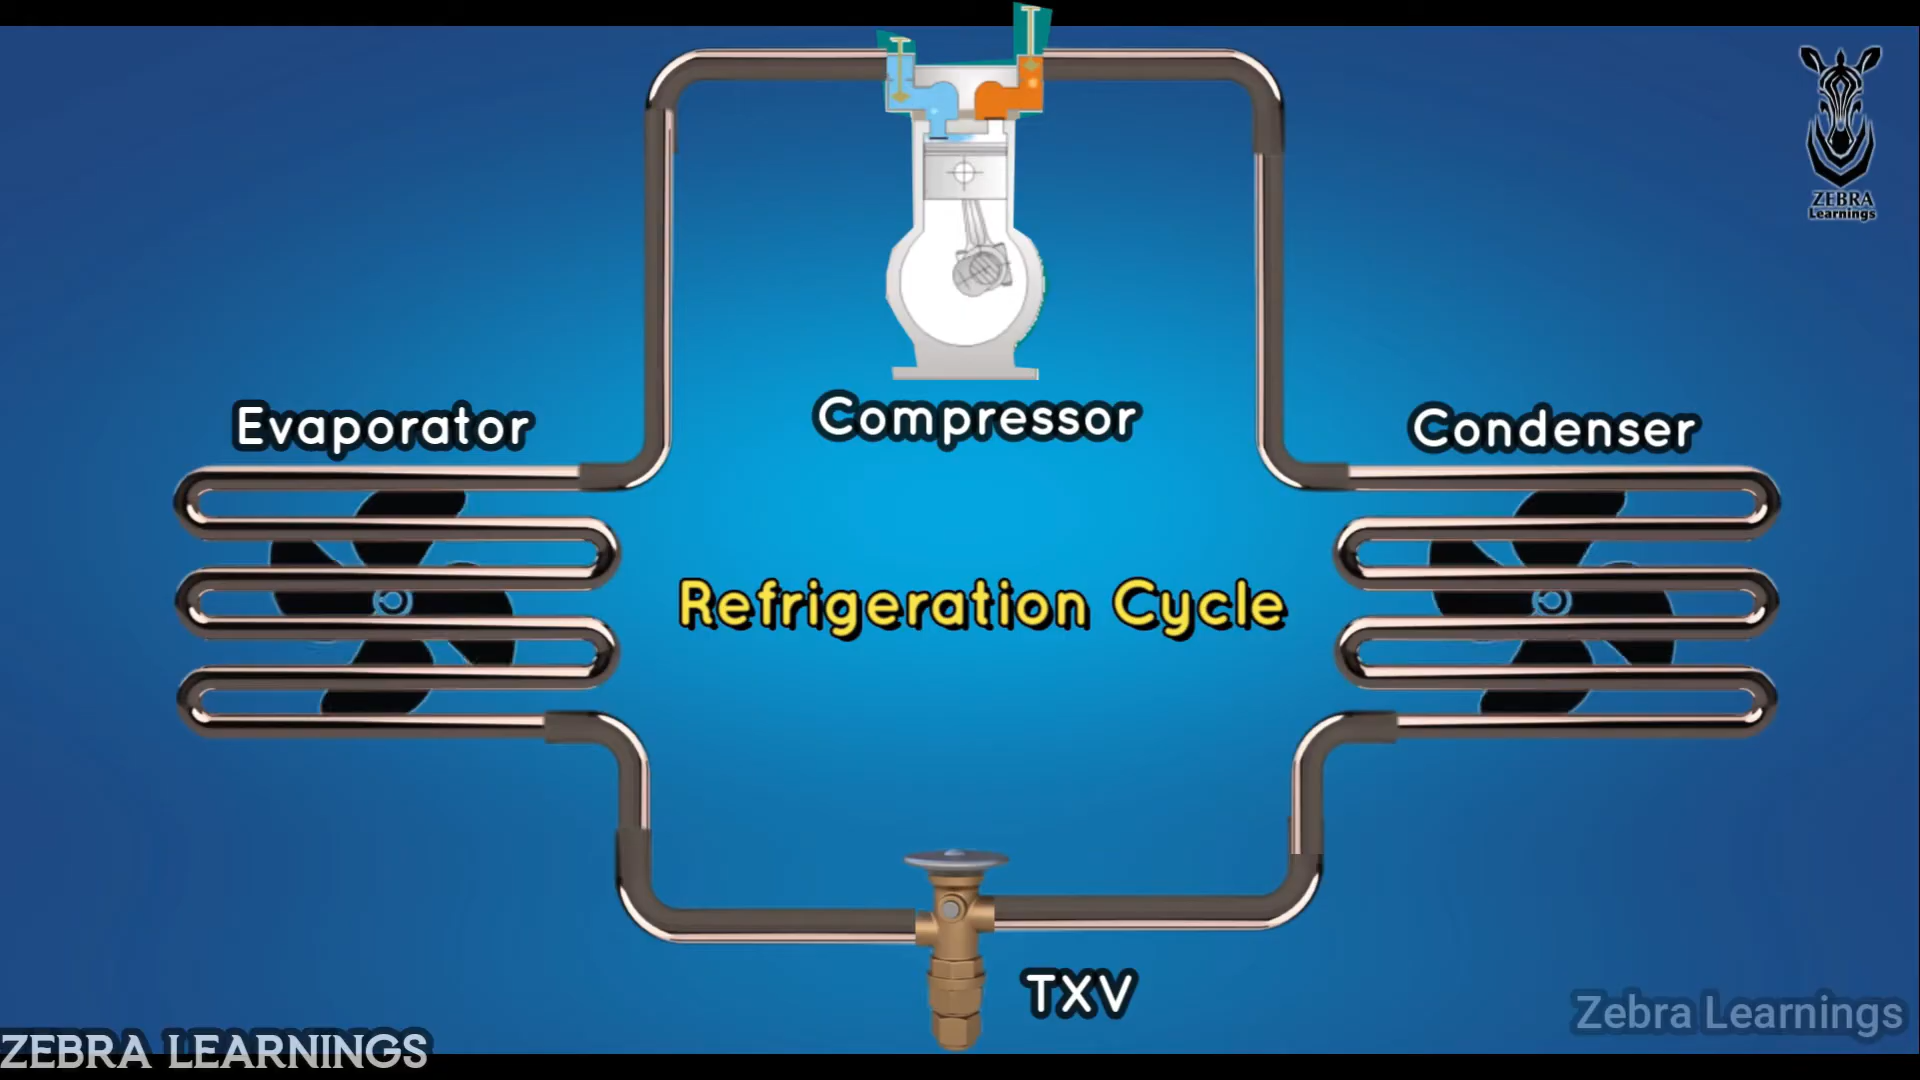 ZEBRA
Learnings
Compressor
Evaporator
Condenser
Refrigeration Cycle
TXV
Zebra Learnings
ZEBRA LEARNINGS